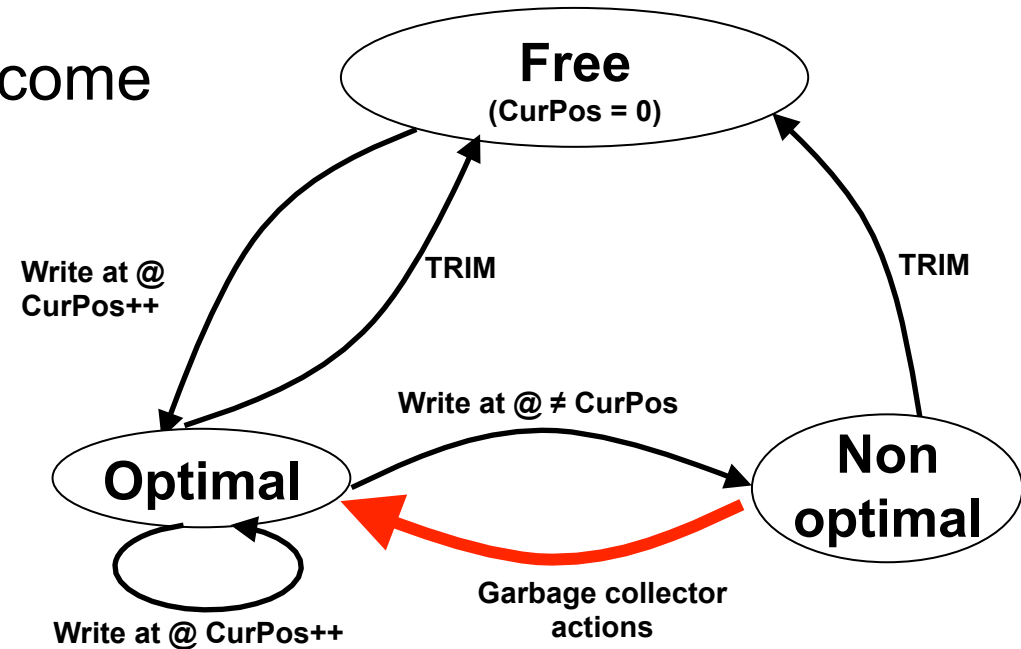 come
Free
(CurPos = 0)
Write at @
CurPos++
TRIM
TRIM
Write at @ ≠ CurPos
Optimal
Non
optimal
Garbage collector
actions
Write at @ CurPos++